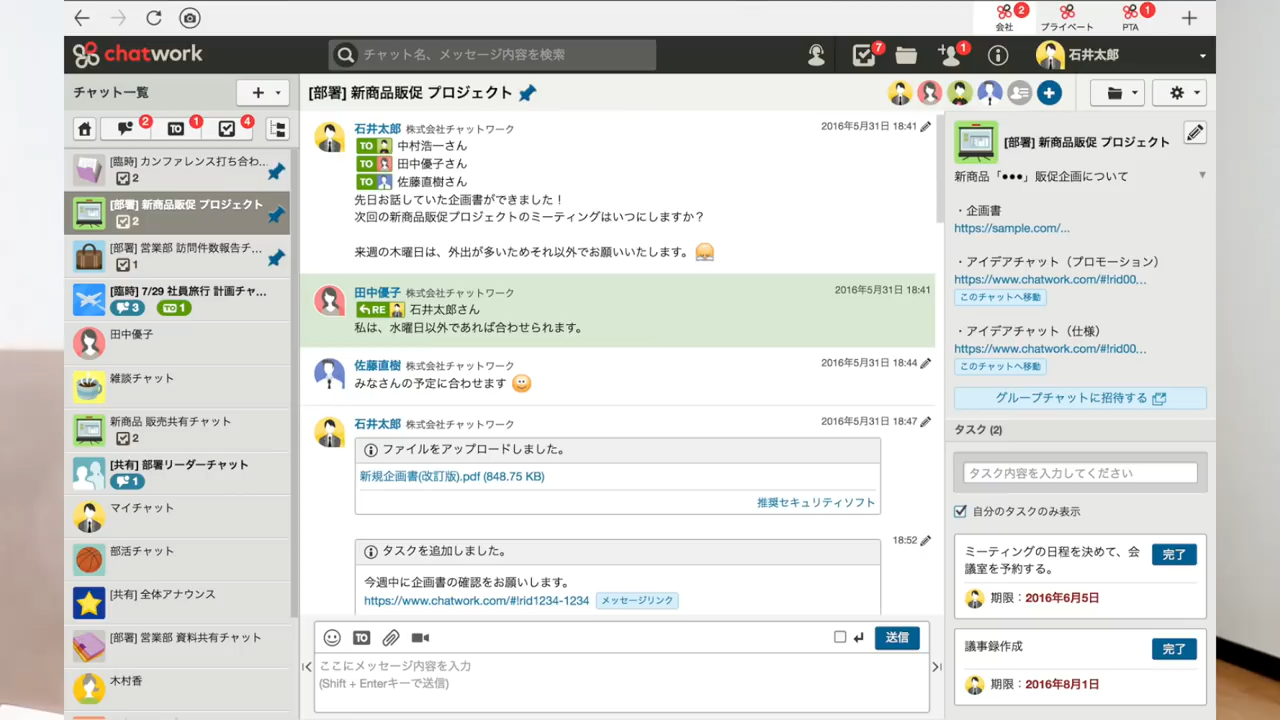 会社
2
プライベート
PTA
1
chatwork
チャット名、メッセージ内容を検索
7
1
石井太郎
チャット一覧
2
TO
1
4
[臨時] カンファレンス打ち合わ...
2
[部署] 新商品販促 プロジェクト
2
[部署] 営業部 訪問件数報告チ...
1
[臨時] 7/29 社員旅行 計画チャ...
3
TO 1
田中優子
雑談チャット
新商品 販売共有チャット
2
[共有] 部署リーダーチャット
1
マイチャット
部活チャット
[共有] 全体アナウンス
[部署] 営業部 資料共有チャット
木村香
[部署] 新商品販促 プロジェクト
石井太郎 株式会社チャットワーク
2016年5月31日 18:41
TO 中村浩一さん
TO 田中優子さん
TO 佐藤直樹さん
先日お話していた企画書ができました！
次回の新商品販促プロジェクトのミーティングはいつにしますか？
来週の木曜日は、外出が多いためそれ以外でお願いいたします。
田中優子 株式会社チャットワーク
2016年5月31日 18:41
RE 石井太郎さん
私は、水曜日以外であれば合わせられます。
佐藤直樹 株式会社チャットワーク
2016年5月31日 18:44
みなさんの予定に合わせます
石井太郎 株式会社チャットワーク
2016年5月31日 18:47
ファイルをアップロードしました。
新規企画書(改訂版).pdf (848.75 KB)
推奨セキュリティソフト
18:52
タスクを追加しました。
今週中に企画書の確認をお願いします。
https://www.chatwork.com/#!rid1234-1234 メッセージリンク
TO
送信
ここにメッセージ内容を入力
(Shift + Enterキーで送信)
[部署] 新商品販促 プロジェクト
新商品「●●●」販促企画について
・企画書
https://sample.com/...
・アイデアチャット（プロモーション）
https://www.chatwork.com/#!rid00...
このチャットへ移動
・アイデアチャット（仕様）
https://www.chatwork.com/#!rid00...
このチャットへ移動
グループチャットに招待する
タスク (2)
タスク内容を入力してください
自分のタスクのみ表示
ミーティングの日程を決めて、会
議室を予約する。
完了
期限：2016年6月5日
議事録作成
完了
期限：2016年8月1日